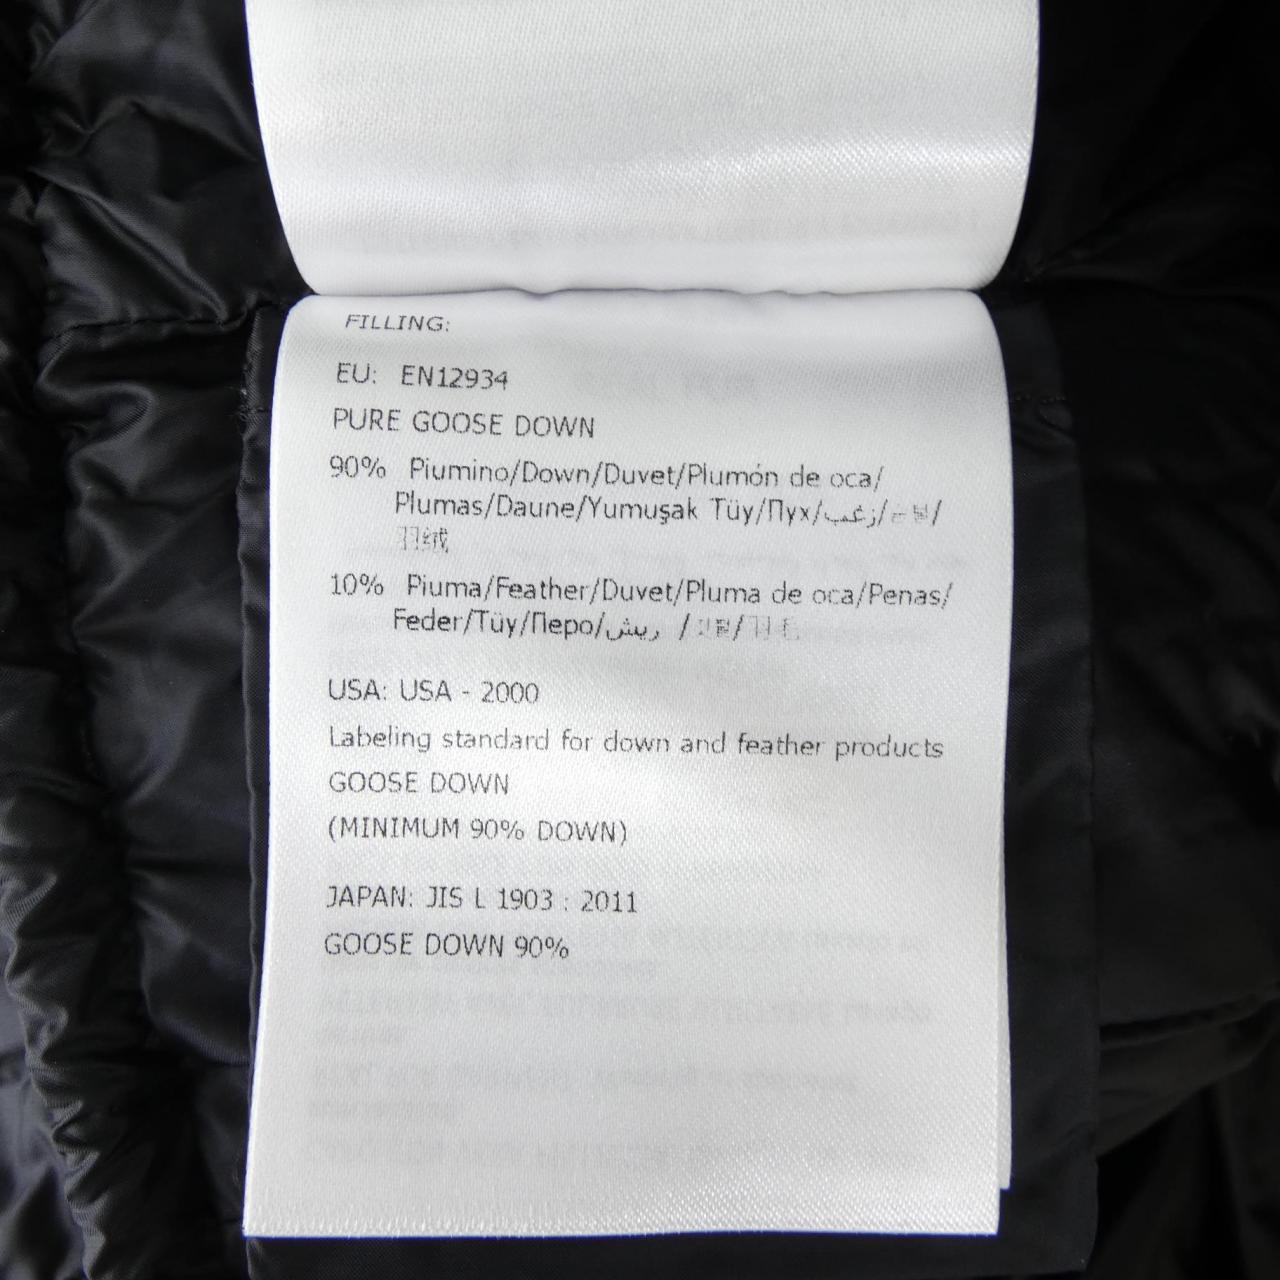 FILLING:
EU: EN12934
PURE GOOSE DOWN
90% Piumino/Down/Duvet/Plumón de oca/
Plumas/Daune/Yumuşak Tüy/Пух/زغب/
10% Piuma/Feather/Duvet/Pluma de oca/Penas/
Feder/Tüy/Перо/ريش /
USA: USA - 2000
Labeling standard for down and feather products
GOOSE DOWN
(MINIMUM 90% DOWN)
JAPAN: JIS L 1903 : 2011
GOOSE DOWN 90%